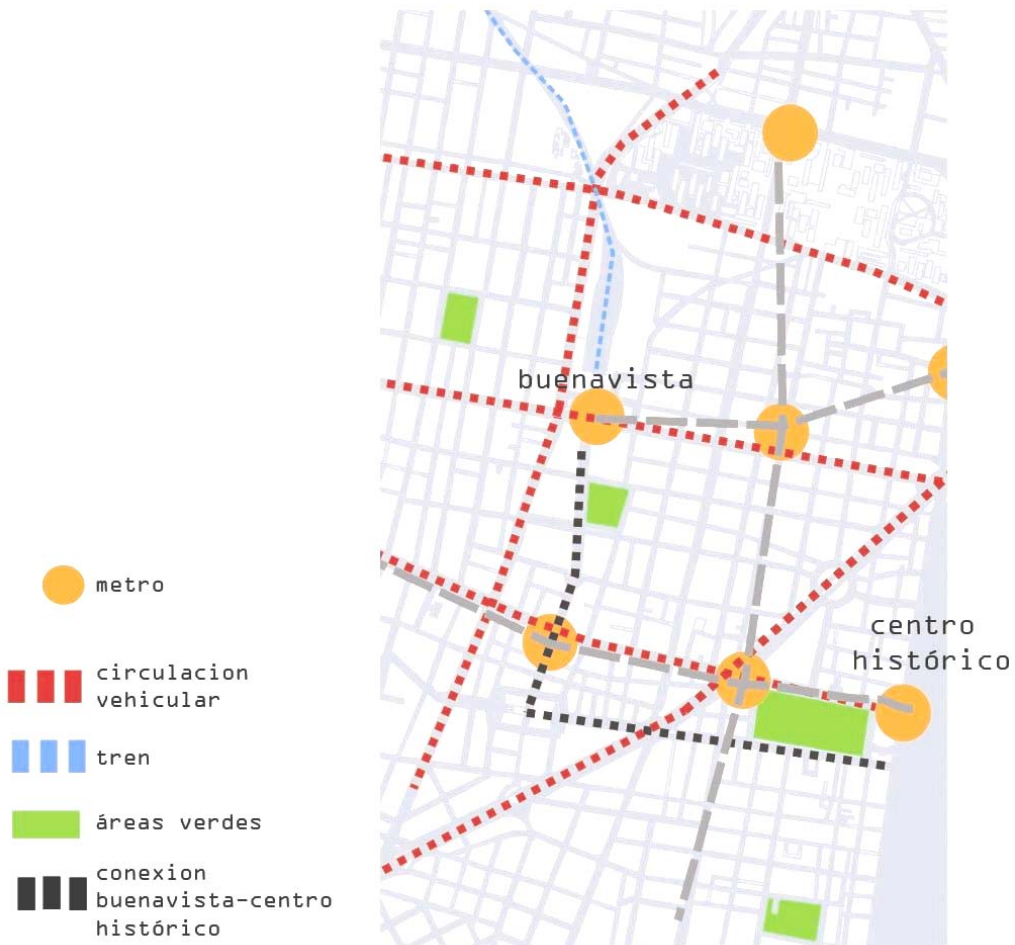 buenavista
centro
histórico
metro
circulacion
vehicular
tren
áreas verdes
conexion
buenavista-centro
histórico